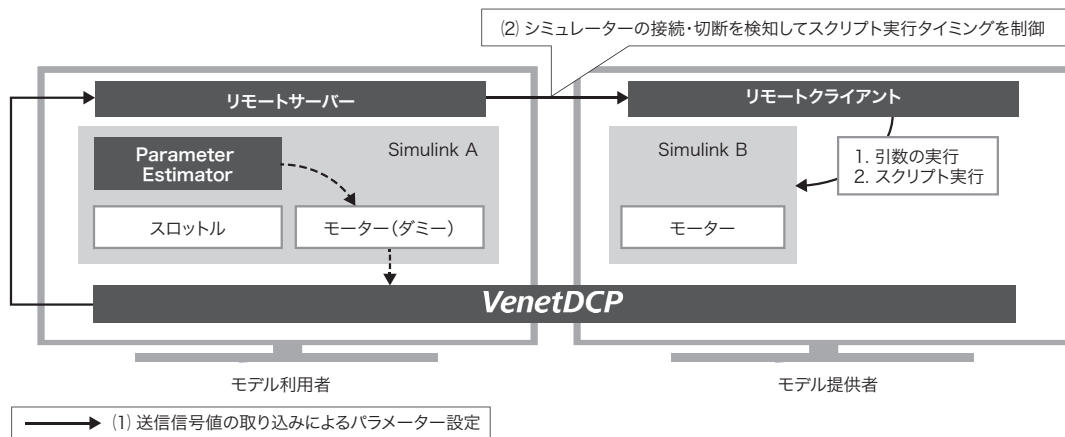 ⑵ シミュレーターの接続・切断を検知してスクリプト実行タイミングを制御
リモートサーバー
リモートクライアント
Parameter
Estimator
Simulink A
スロットル
モーター(ダミー)
Simulink B
モーター
1. 引数の実行
2. スクリプト実行
VenetDCP
モデル利用者
モデル提供者
⑴ 送信信号値の取り込みによるパラメーター設定